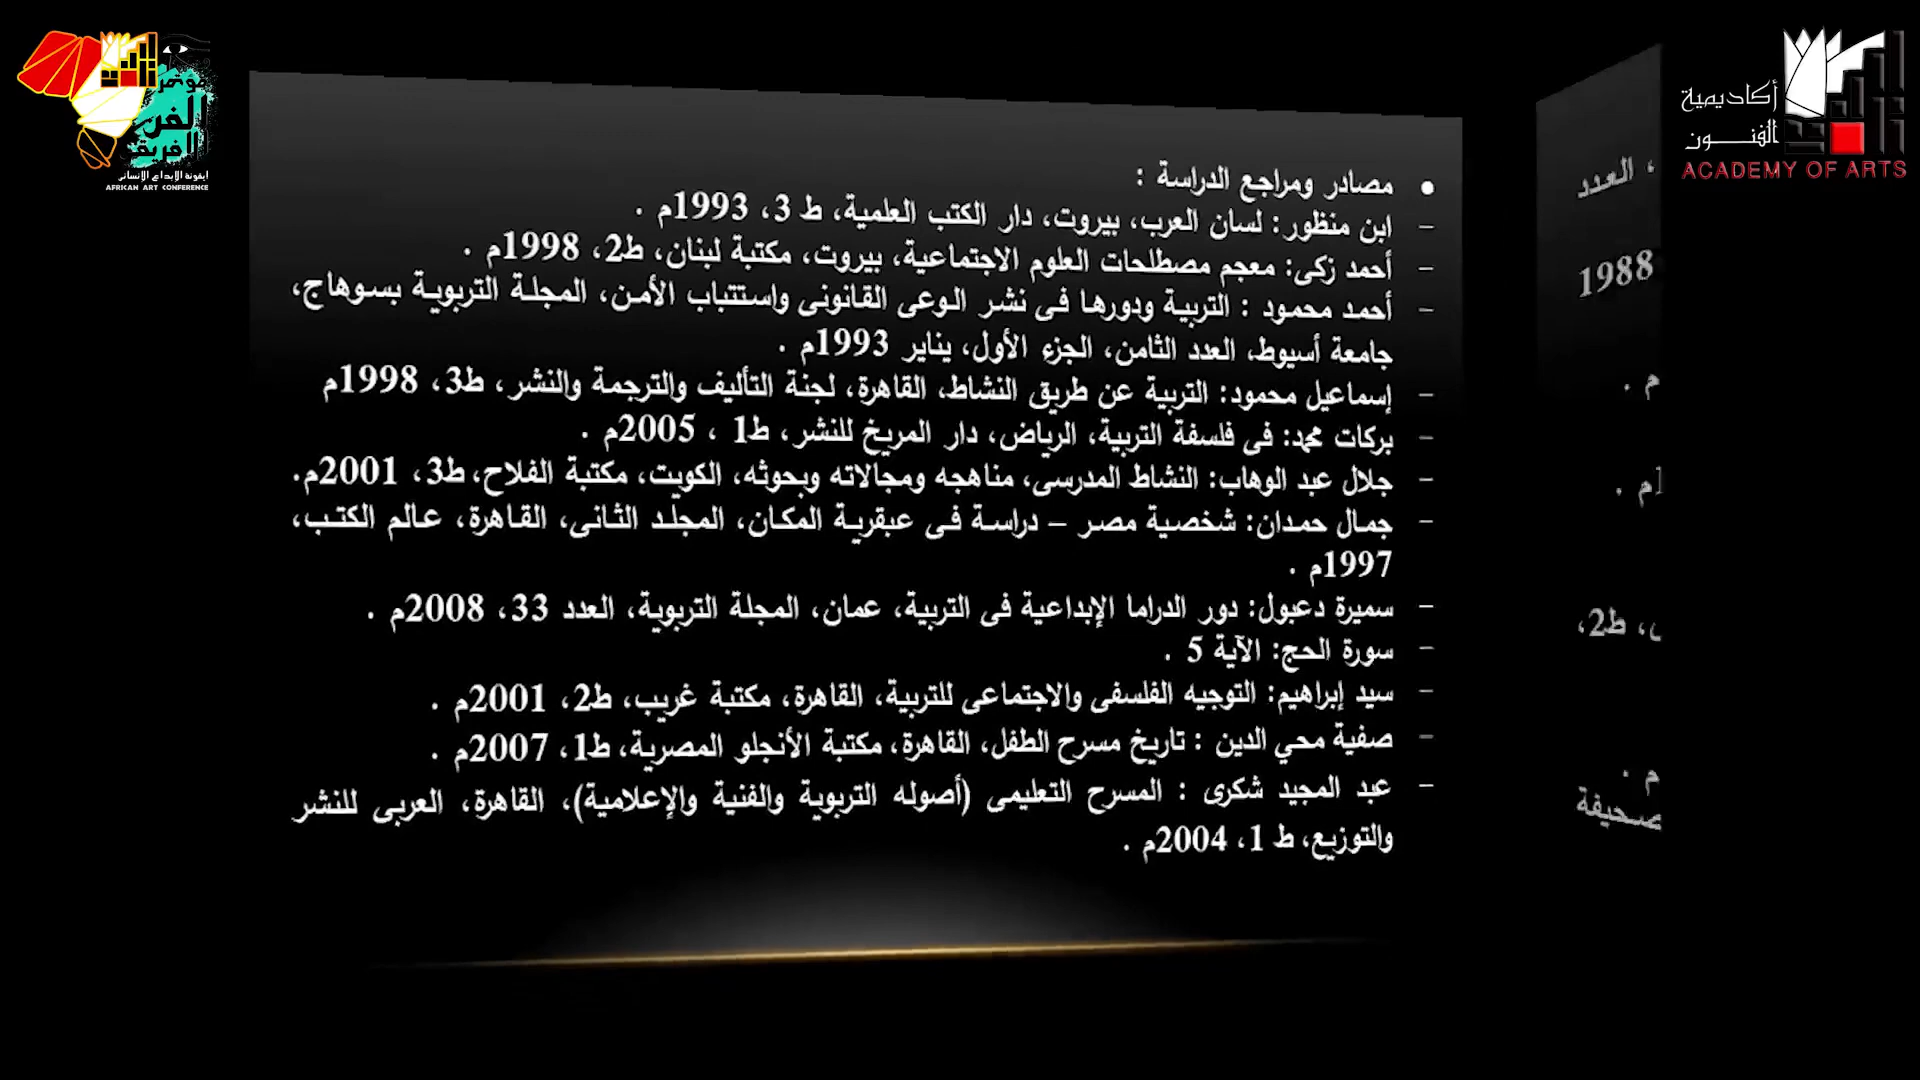 مؤتمر
الفن
الافريقى
ايقونة الإبداع الإنسانى
AFRICAN ART CONFERENCE
أكاديمية
الفنون
ACADEMY OF ARTS
• مصادر ومراجع الدراسة :
– ابن منظور: لسان العرب، بيروت، دار الكتب العلمية، ط 3، 1993م .
– أحمد زكى: معجم مصطلحات العلوم الاجتماعية، بيروت، مكتبة لبنان، ط2، 1998م .
– أحمد محمود : التربية ودورها فى نشر الوعى القانونى واستتباب الأمن، المجلة التربوية بسوهاج،
جامعة أسيوط، العدد الثامن، الجزء الأول، يناير 1993م .
– إسماعيل محمود: التربية عن طريق النشاط، القاهرة، لجنة التأليف والترجمة والنشر، ط3، 1998م
– بركات محمد: فى فلسفة التربية، الرياض، دار المريخ للنشر، ط1 ، 2005م .
– جلال عبد الوهاب: النشاط المدرسى، مناهجه ومجالاته وبحوثه، الكويت، مكتبة الفلاح، ط3، 2001م.
– جمال حمدان: شخصية مصر – دراسة فى عبقرية المكان، المجلد الثانى، القاهرة، عالم الكتب،
1997م .
– سميرة دعبول: دور الدراما الإبداعية فى التربية، عمان، المجلة التربوية، العدد 33، 2008م .
– سورة الحج: الآية 5 .
– سيد إبراهيم: التوجيه الفلسفى والاجتماعى للتربية، القاهرة، مكتبة غريب، ط2، 2001م .
– صفية محي الدين : تاريخ مسرح الطفل، القاهرة، مكتبة الأنجلو المصرية، ط1، 2007م .
– عبد المجيد شكرى : المسرح التعليمى (أصوله التربوية والفنية والإعلامية)، القاهرة، العربى للنشر
والتوزيع، ط 1، 2004م .
، العدد
1988
م .
م .
، ط2،
م .
صحيفة